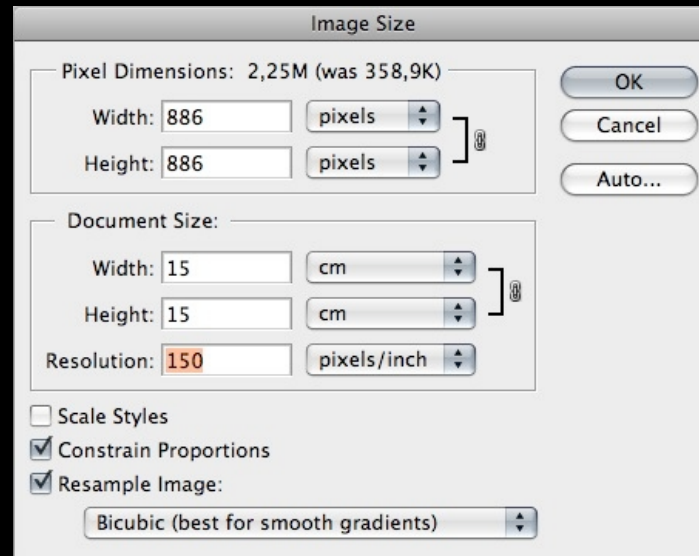 Image Size
Pixel Dimensions: 2,25M (was 358,9K)
Width: 886 pixels
Height: 886 pixels
OK
Cancel
Auto...
Document Size:
Width: 15 cm
Height: 15 cm
Resolution: 150 pixels/inch
Scale Styles
Constrain Proportions
Resample Image:
Bicubic (best for smooth gradients)